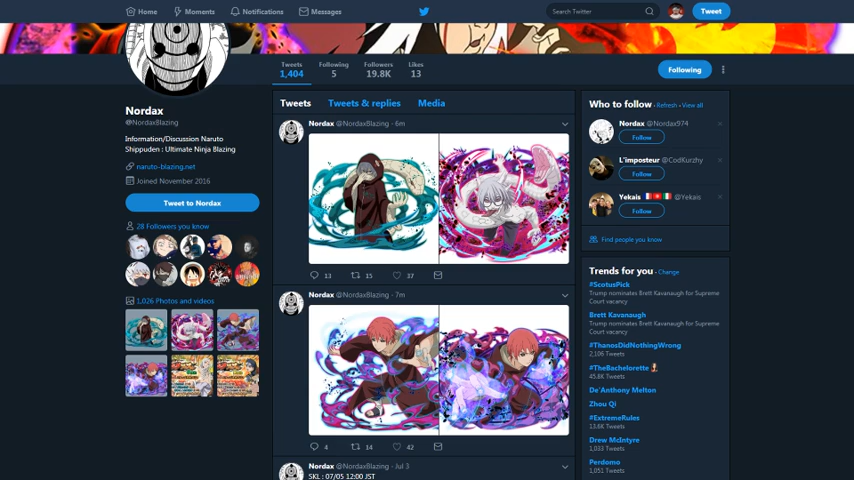 Home
Moments
Notifications
Messages
Search Twitter
Tweet
Tweets
1,404
Following
5
Followers
19.8K
Likes
13
Following
Nordax
@NordaxBlazing
Information/Discussion Naruto
Shippuden : Ultimate Ninja Blazing
naruto-blazing.net
Joined November 2016
Tweet to Nordax
28 Followers you know
1,026 Photos and videos
Tweets Tweets & replies Media
Nordax @NordaxBlazing · 6m
13 15 37
Nordax @NordaxBlazing · 7m
4 14 42
Nordax @NordaxBlazing · Jul 3
SKL : 07/05 12:00 JST
Who to follow · Refresh · View all
Nordax @Nordax974
Follow
L'imposteur @CodKurzhy
Follow
Yekais @Yekais
Follow
Find people you know
Trends for you · Change
#ScotusPick
Trump nominates Brett Kavanaugh for Supreme
Court vacancy
Brett Kavanaugh
Trump nominates Brett Kavanaugh for Supreme
Court vacancy
#ThanosDidNothingWrong
2,106 Tweets
#TheBachelorette
45.8K Tweets
De'Anthony Melton
Zhou Qi
#ExtremeRules
13.6K Tweets
Drew McIntyre
1,033 Tweets
Perdomo
1,051 Tweets